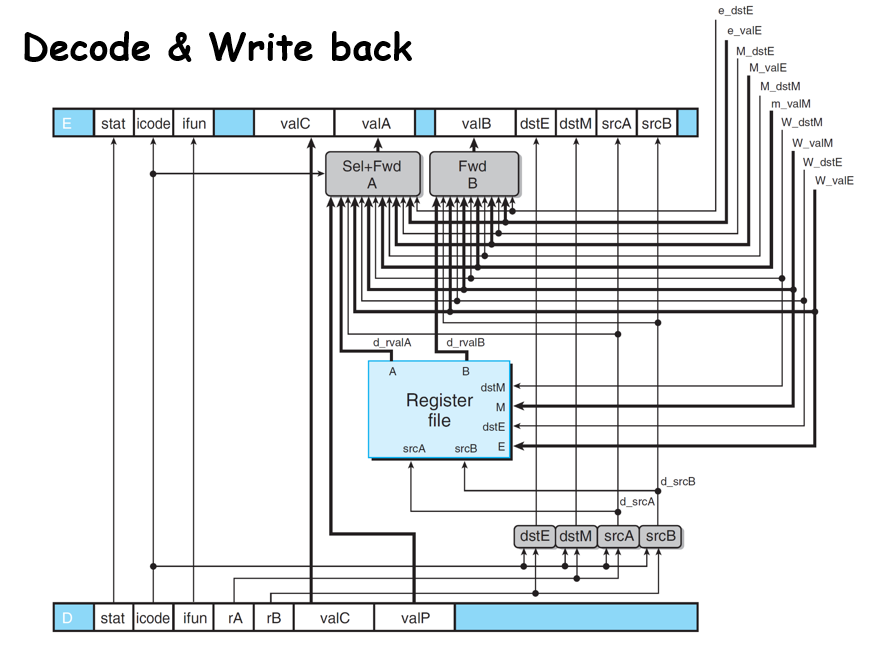 Decode & Write back
e_dstE
e_valE
M_dstE
M_valE
M_dstM
m_valM
W_dstM
W_valM
W_dstE
W_valE
E stat icode ifun valC valA valB dstE dstM srcA srcB
Sel+Fwd
A
Fwd
B
d_rvalA d_rvalB
A B
dstM
Register
file
M
dstE
srcA srcB E
d_srcB
d_srcA
dstE dstM srcA srcB
D stat icode ifun rA rB valC valP